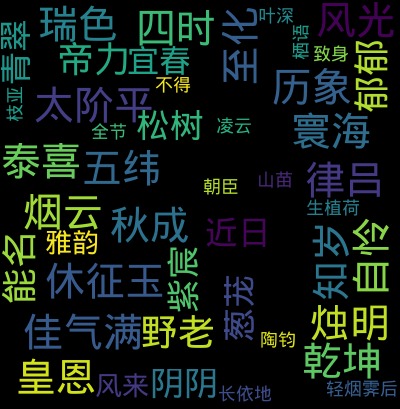 瑞色
四时
至化
叶深
风光
栖语
青翠
帝力
宜春
致身
郁郁
不得
历象
枝亚
太阶平
全节
松树
凌云
寰海
泰喜
五纬
朝臣
山苗
律吕
生植荷
烟云
秋成
近日
雅韵
能名
知岁
自怜
休征玉
紫宸
葱茏
佳气满
野老
陶钧
烛明
乾坤
皇恩
风来
阴阴
长依地
轻烟霁后